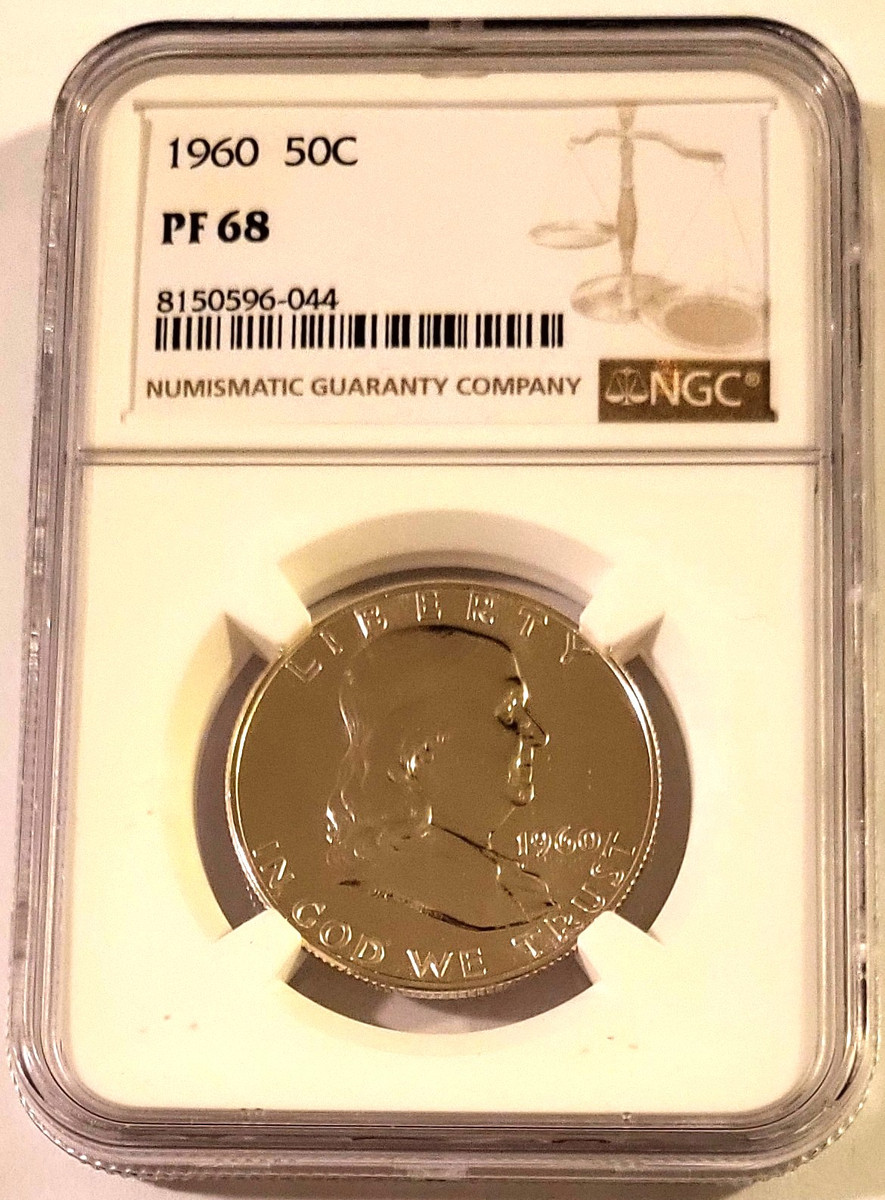 1960 50C
PF 68
8150596-044
NUMISMATIC GUARANTY COMPANY
NGC®
LIBERTY
1960
IN GOD WE TRUST